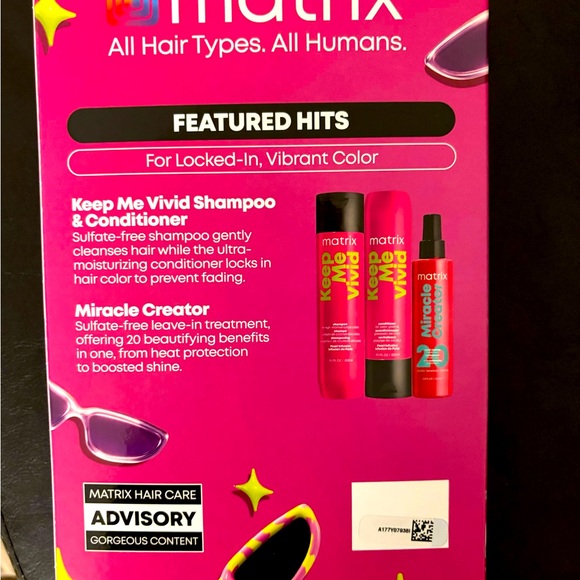 matrix
All Hair Types. All Humans.
FEATURED HITS
For Locked-In, Vibrant Color
Keep Me Vivid Shampoo
& Conditioner
Sulfate-free shampoo gently
cleanses hair while the ultra-
moisturizing conditioner locks in
hair color to prevent fading.
Miracle Creator
Sulfate-free leave-in treatment,
offering 20 beautifying benefits
in one, from heat protection
to boosted shine.
matrix
Keep
Me
Vivid
shampoo
matrix
Keep
Me
Vivid
conditioner
matrix
Miracle
Creator
20
MATRIX HAIR CARE
ADVISORY
GORGEOUS CONTENT